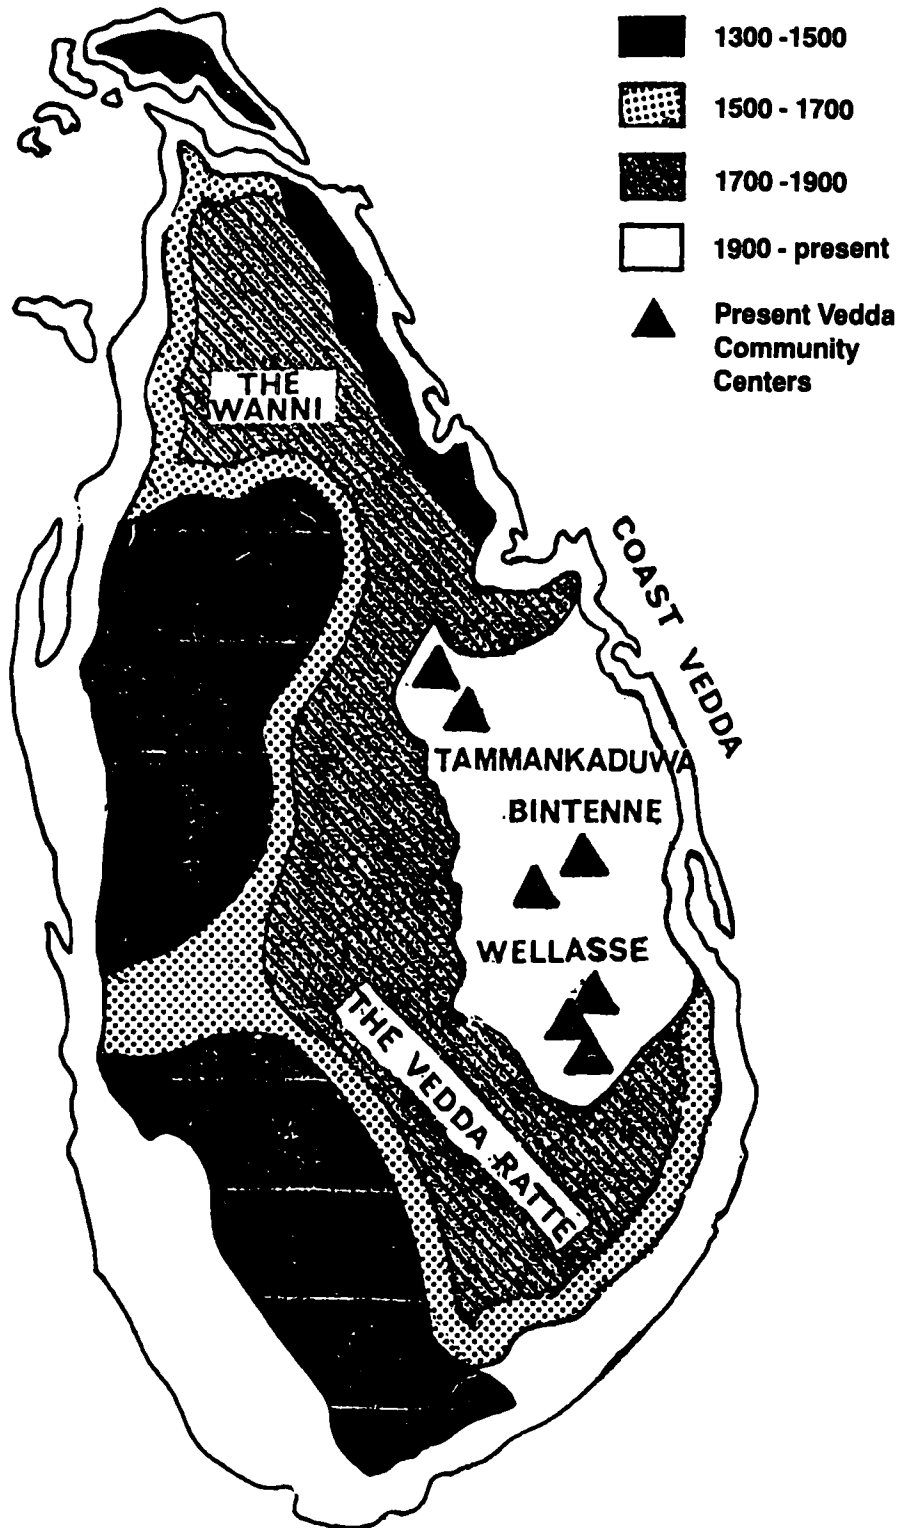 1300 -1500
1500 - 1700
1700 -1900
1900 - present
Present Vedda
Community
Centers
THE
WANNI
COAST VEDDA
TAMMANKADUWA
BINTENNE
WELLASSE
THE VEDDA RATTE